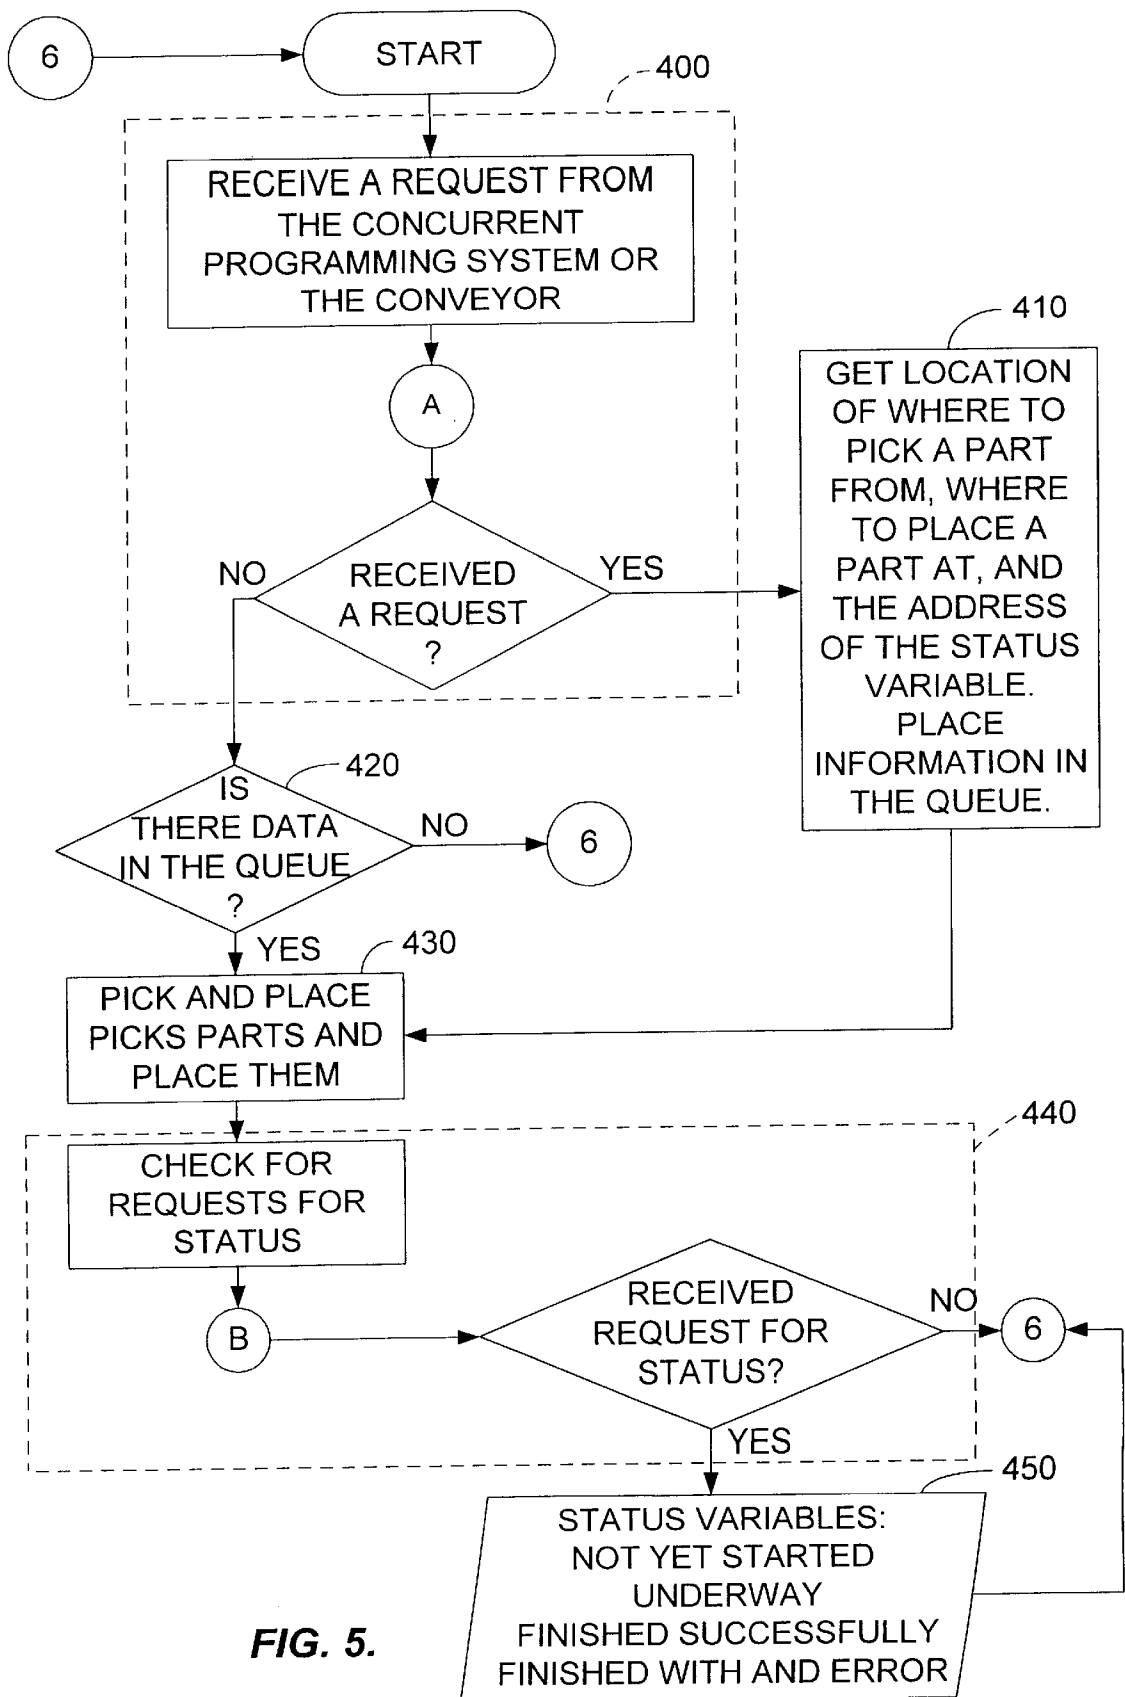 6
START
400
RECEIVE A REQUEST FROM
THE CONCURRENT
PROGRAMMING SYSTEM OR
THE CONVEYOR
A
410
GET LOCATION
OF WHERE TO
PICK A PART
FROM, WHERE
TO PLACE A
PART AT, AND
THE ADDRESS
OF THE STATUS
VARIABLE.
PLACE
INFORMATION IN
THE QUEUE.
NO
RECEIVED
A REQUEST
?
YES
420
IS
THERE DATA
IN THE QUEUE
?
NO
6
YES
430
PICK AND PLACE
PICKS PARTS AND
PLACE THEM
440
CHECK FOR
REQUESTS FOR
STATUS
B
RECEIVED
REQUEST FOR
STATUS?
NO
6
YES
450
STATUS VARIABLES:
NOT YET STARTED
UNDERWAY
FINISHED SUCCESSFULLY
FINISHED WITH AND ERROR
FIG. 5.